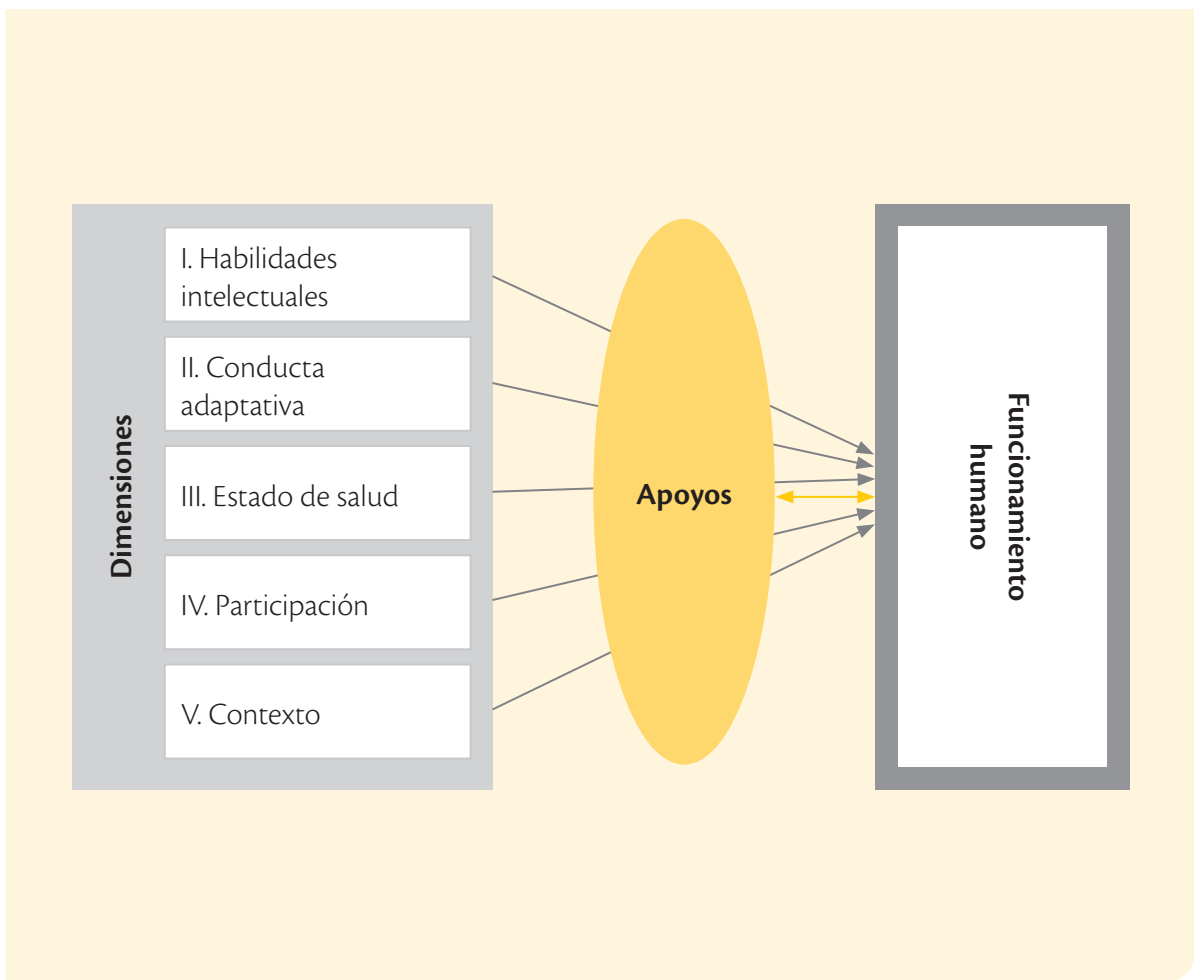 Dimensiones
I. Habilidades
intelectuales
II. Conducta
adaptativa
III. Estado de salud
IV. Participación
V. Contexto
Apoyos
Funcionamiento
humano